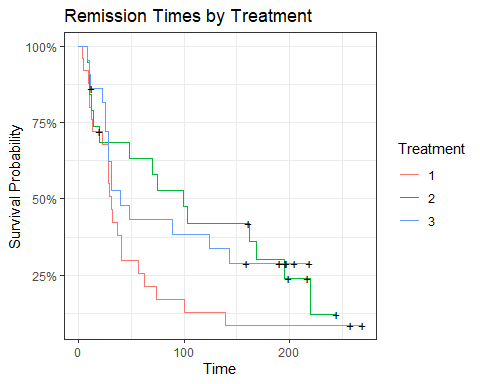 Remission Times by Treatment
100%
75%
50%
25%
Survival Probability
0
100
200
Time
Treatment
1
2
3